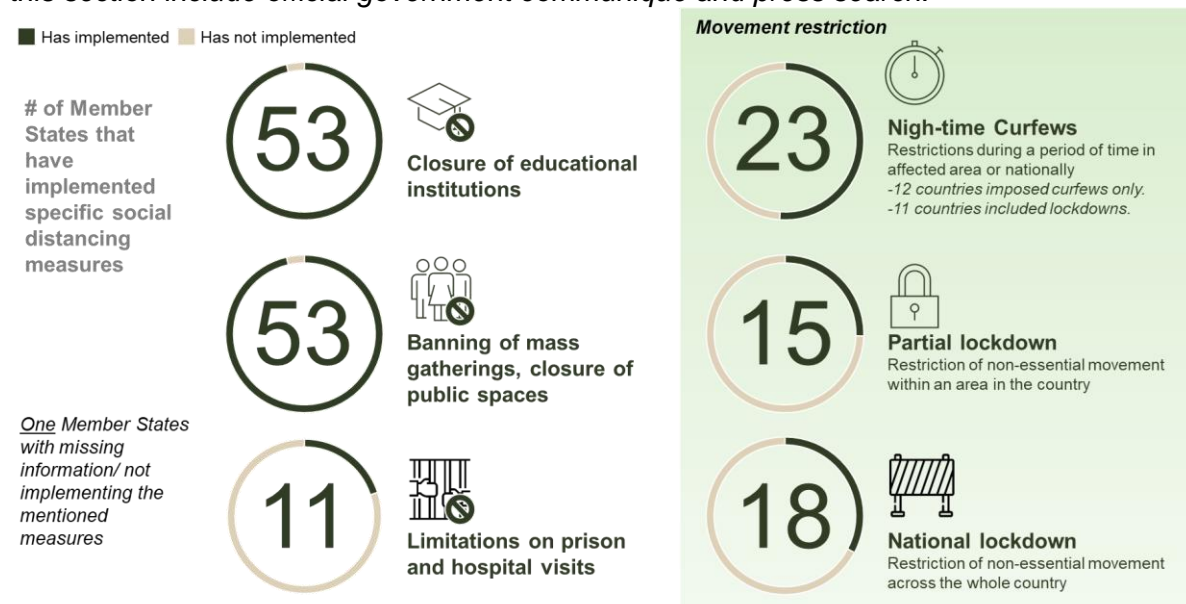 this section include official government communique and press search.
Has implemented Has not implemented
# of Member
States that
have
implemented
specific social
distancing
measures
53
Closure of educational
institutions
53
Banning of mass
gatherings, closure of
public spaces
One Member States
with missing
information/ not
implementing the
mentioned
measures
11
Limitations on prison
and hospital visits
Movement restriction
23
Nigh-time Curfews
Restrictions during a period of time in
affected area or nationally
-12 countries imposed curfews only.
-11 countries included lockdowns.
15
Partial lockdown
Restriction of non-essential movement
within an area in the country
18
National lockdown
Restriction of non-essential movement
across the whole country